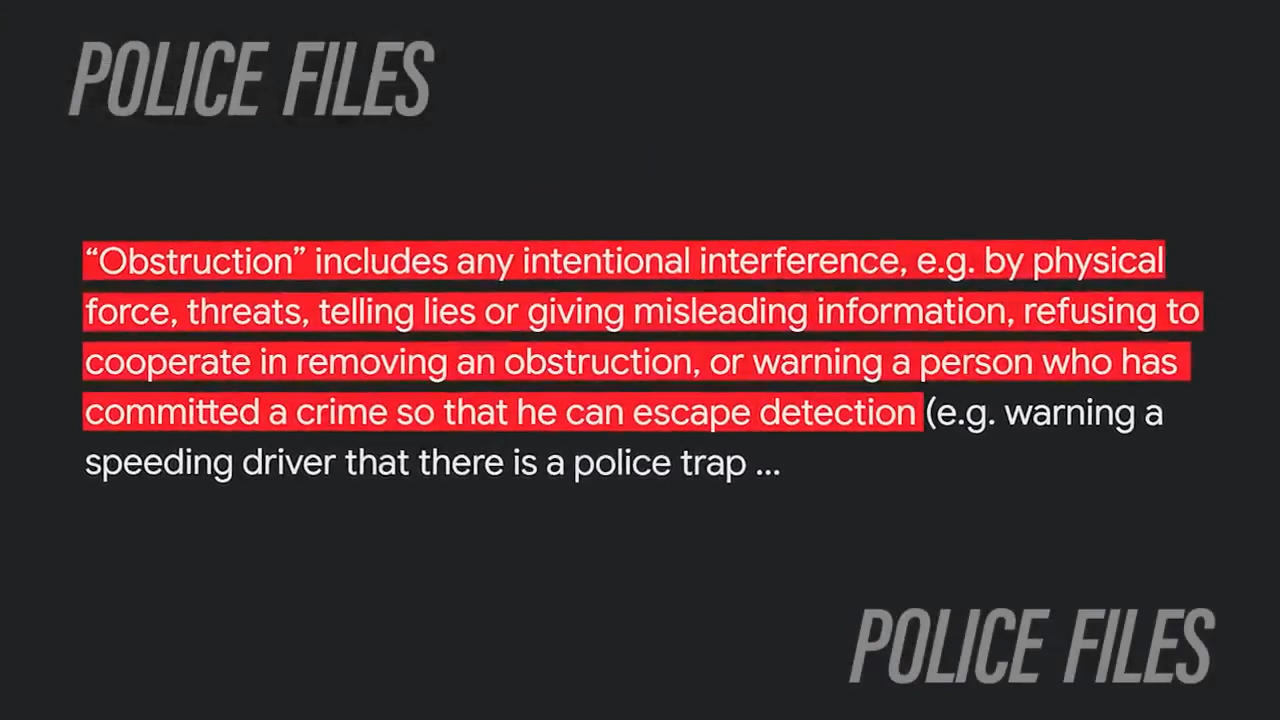 POLICE FILES
“Obstruction” includes any intentional interference, e.g. by physical
force, threats, telling lies or giving misleading information, refusing to
cooperate in removing an obstruction, or warning a person who has
committed a crime so that he can escape detection (e.g. warning a
speeding driver that there is a police trap ...
POLICE FILES